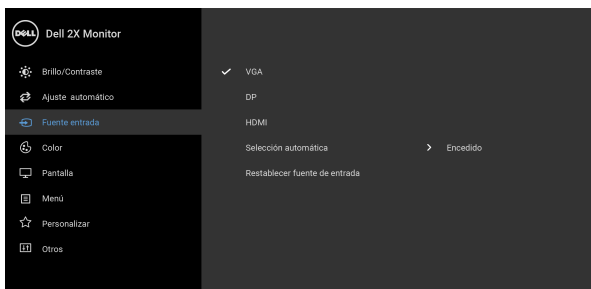 DELL Dell 2X Monitor
Brillo/Contraste
VGA
Ajuste automático
DP
Fuente entrada
HDMI
Color
Selección automática
Encedido
Pantalla
Restablecer fuente de entrada
Menú
Personalizar
Otros